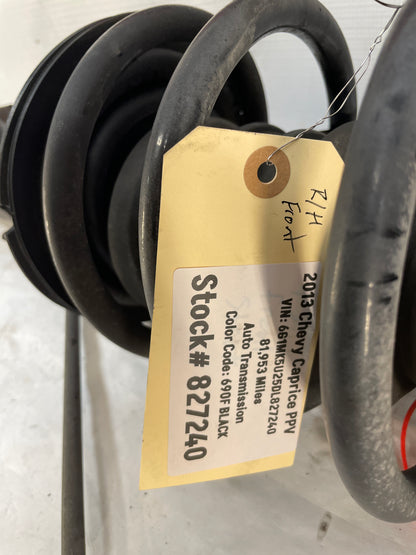 R/H
Front
2013 Chevy Caprice PPV
VIN: 6G1MK5U25DL827240
81,953 Miles
Auto Transmission
Color Code: 690F BLACK
Stock# 827240